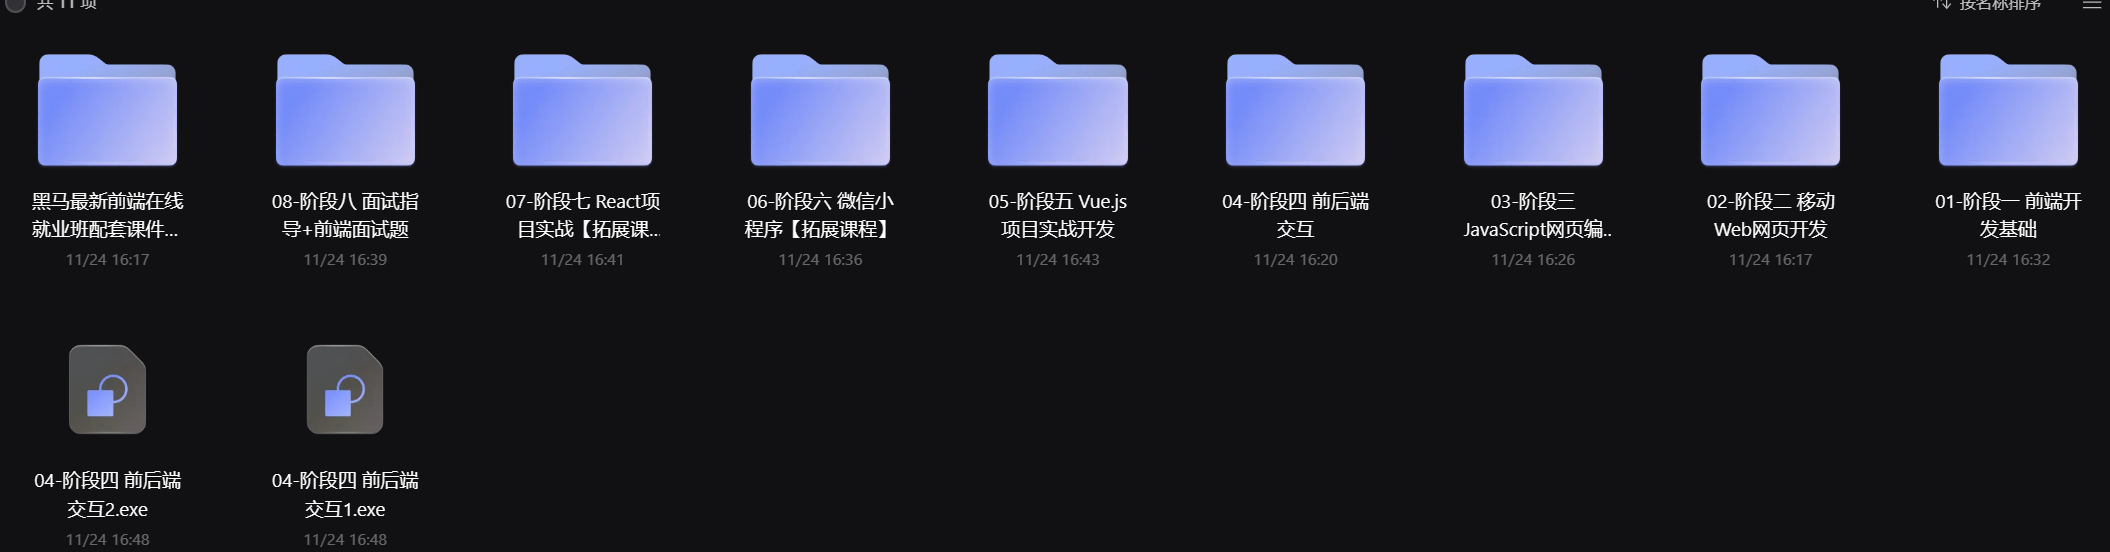 共 11 项
按名称排序
黑马最新前端在线
就业班配套课件...
11/24 16:17
08-阶段八 面试指
导+前端面试题
11/24 16:39
07-阶段七 React项
目实战【拓展课...
11/24 16:41
06-阶段六 微信小
程序【拓展课程】
11/24 16:36
05-阶段五 Vue.js
项目实战开发
11/24 16:43
04-阶段四 前后端
交互
11/24 16:20
03-阶段三
JavaScript网页编..
11/24 16:26
02-阶段二 移动
Web网页开发
11/24 16:17
01-阶段一 前端开
发基础
11/24 16:32
04-阶段四 前后端
交互2.exe
11/24 16:48
04-阶段四 前后端
交互1.exe
11/24 16:48